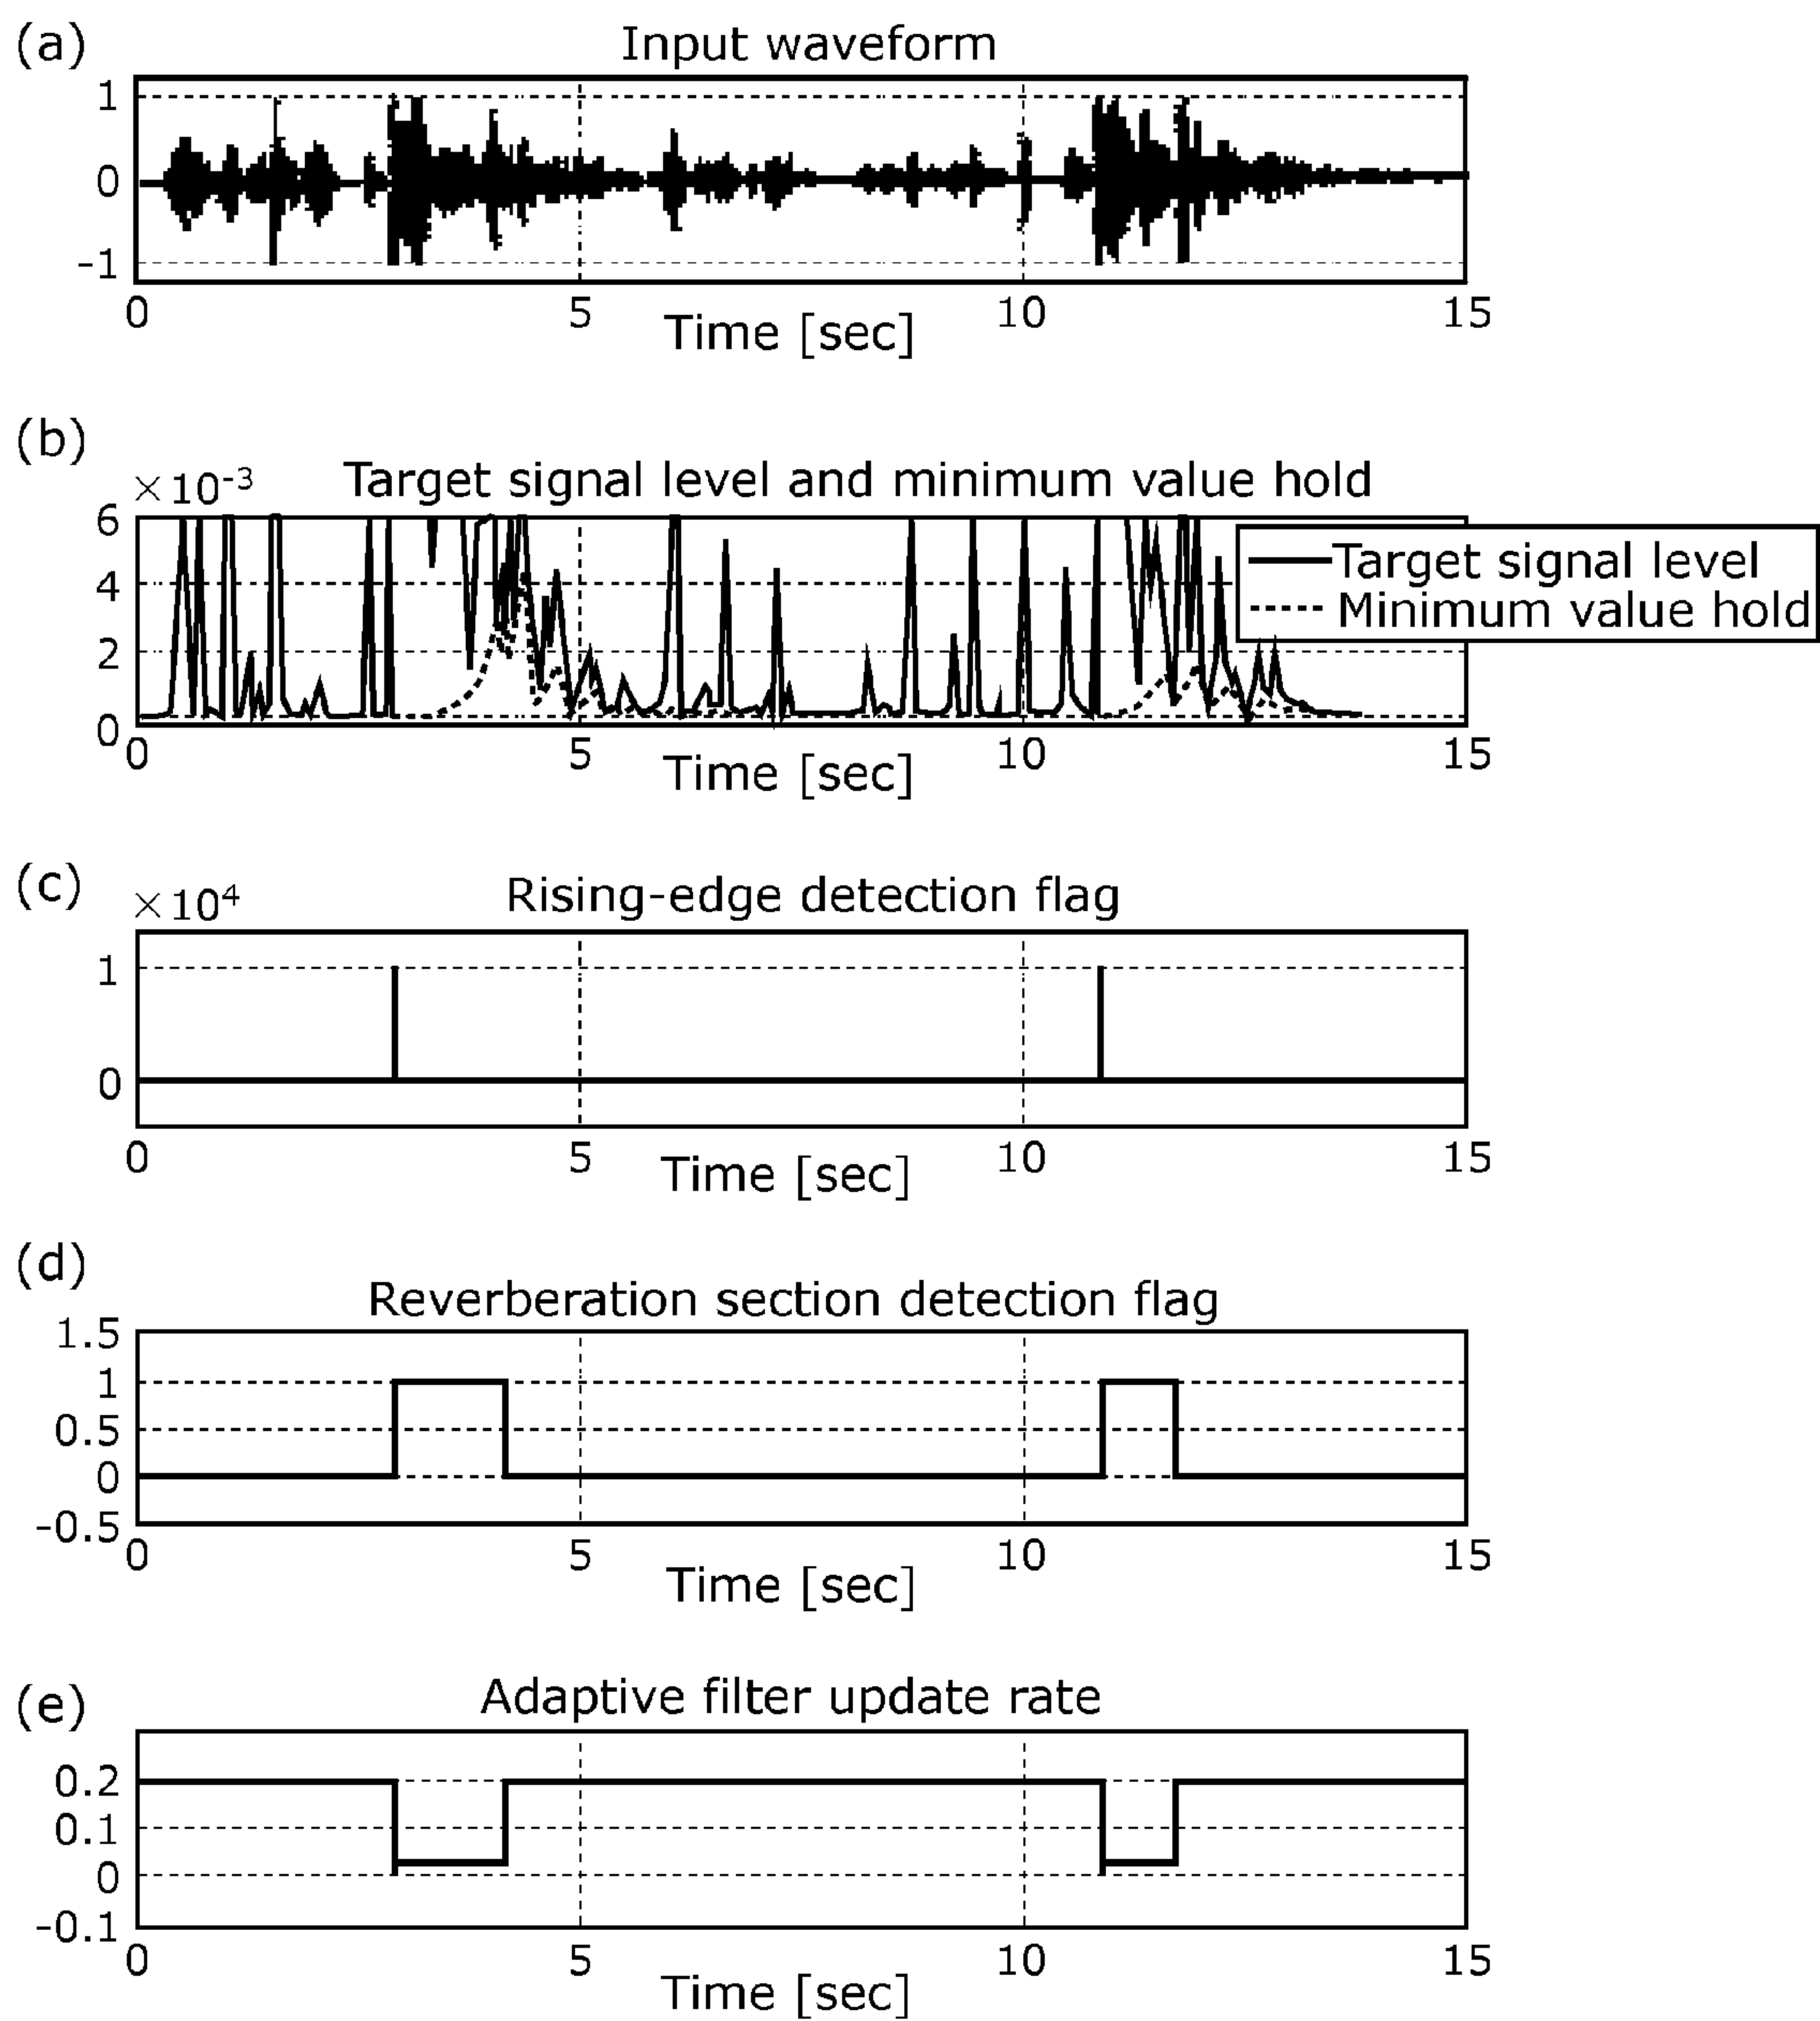 (a)
Input waveform
1
0
-1
0 5 10 15
Time [sec]
(b)
×10-3 Target signal level and minimum value hold
6
4
2
0
Target signal level
Minimum value hold
0 5 10 15
Time [sec]
(c)
×10⁴ Rising-edge detection flag
1
0
0 5 10 15
Time [sec]
(d)
Reverberation section detection flag
1.5
1
0.5
0
-0.5
0 5 10 15
Time [sec]
(e)
Adaptive filter update rate
0.2
0.1
0
-0.1
0 5 10 15
Time [sec]